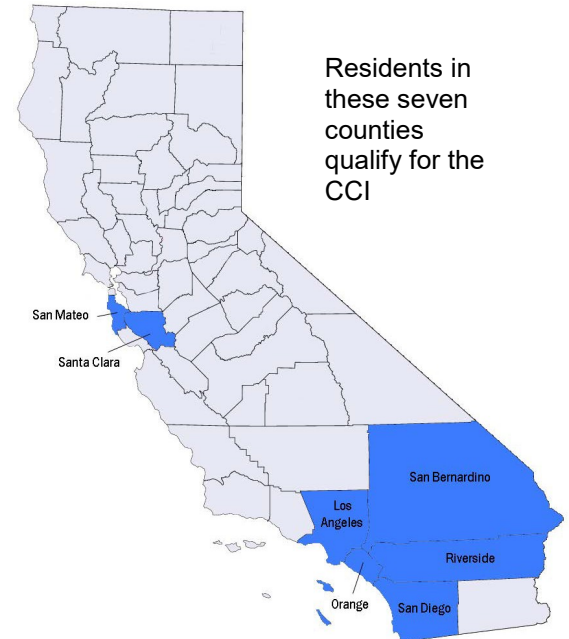 Residents in
these seven
counties
qualify for the
CCI
San Mateo
Santa Clara
San Bernardino
Los
Angeles
Riverside
Orange
San Diego